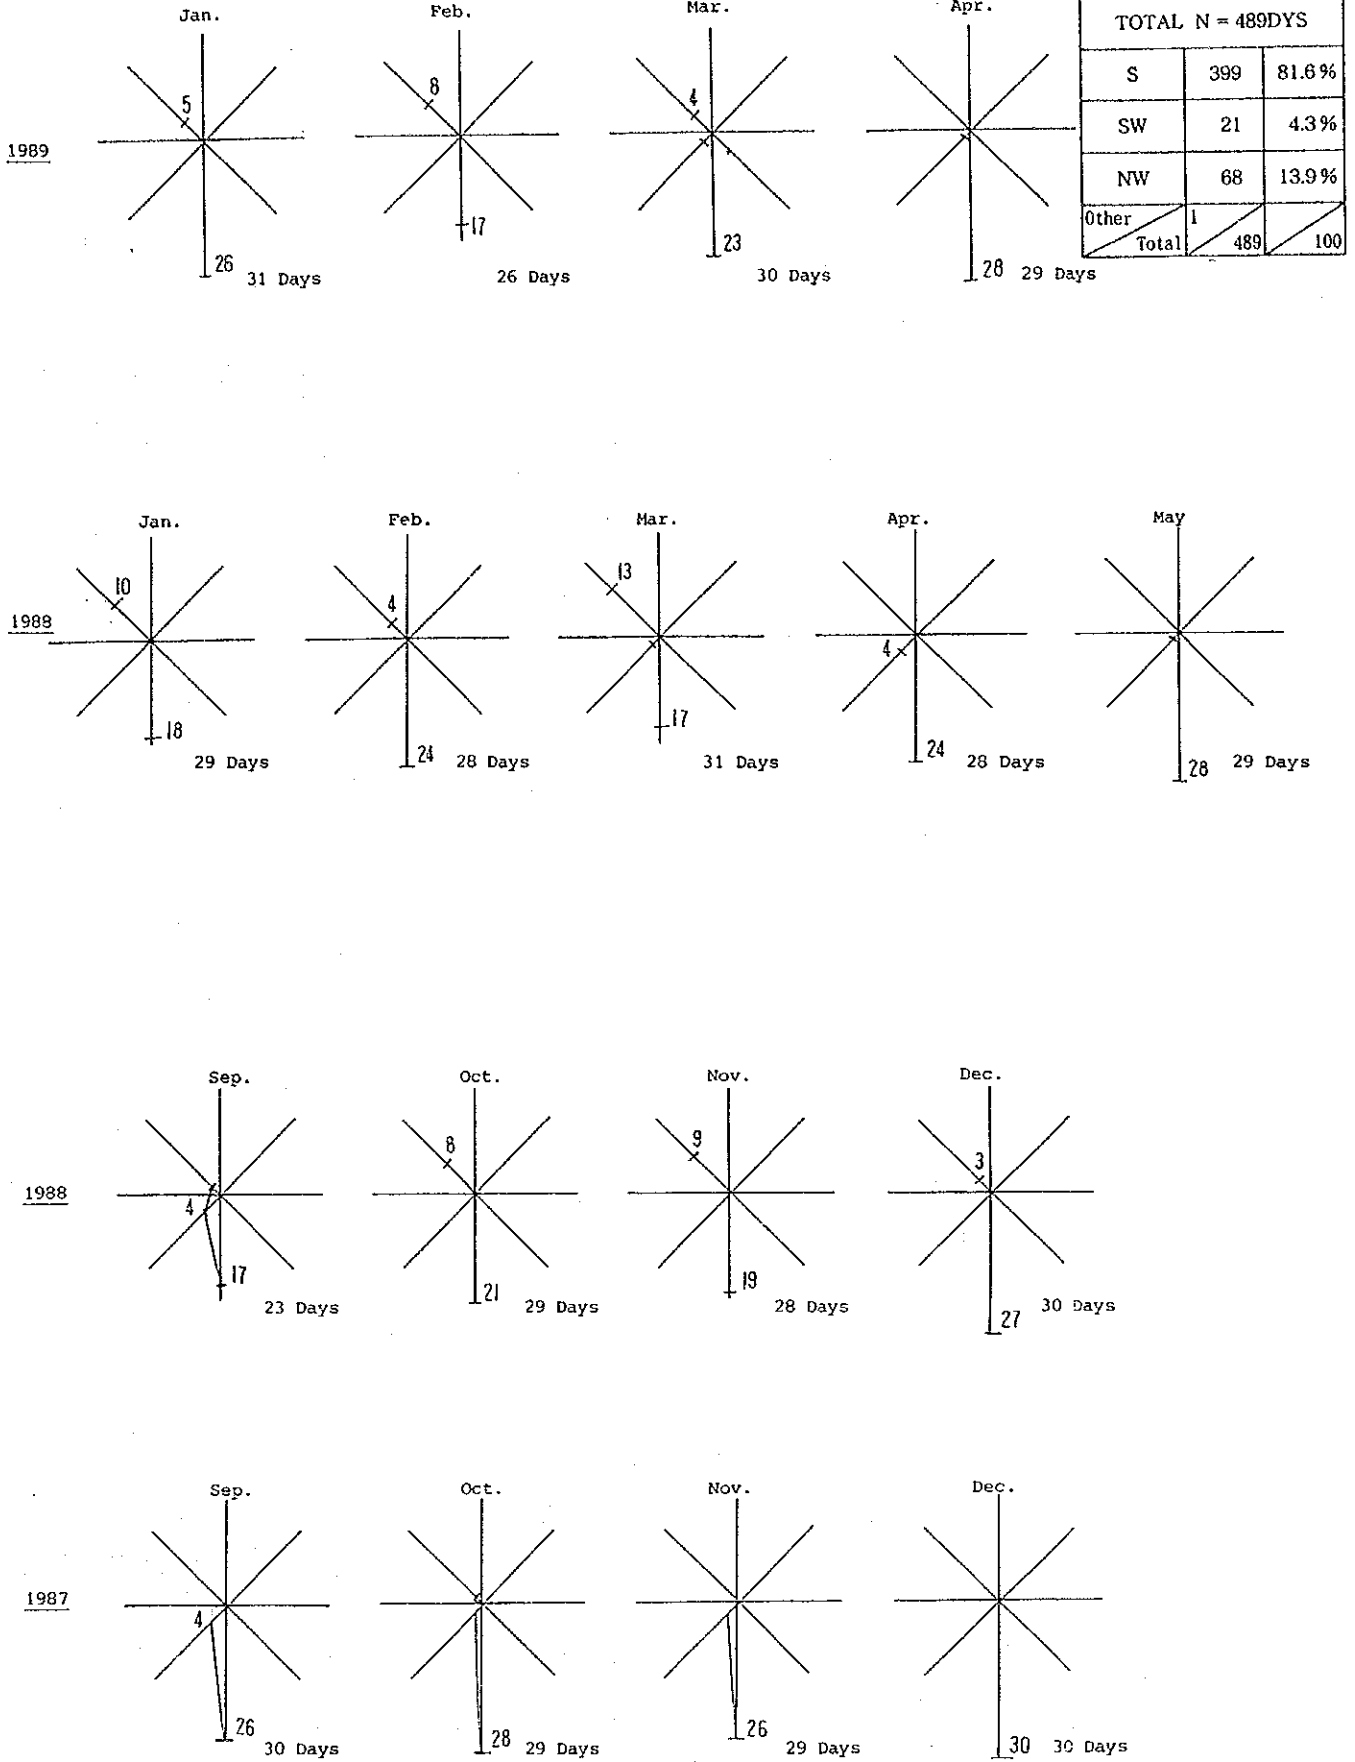 Jan.
Feb.
Mar.
Apr.
TOTAL N = 489DYS
S 399 81.6%
SW 21 4.3%
NW 68 13.9%
Other 1
Total 489 100
1989
5
8
4
26 31 Days
17 26 Days
23 30 Days
28 29 Days
Jan.
Feb.
Mar.
Apr.
May
1988
10
4
13
4
18 29 Days
24 28 Days
17 31 Days
24 28 Days
28 29 Days
Sep.
Oct.
Nov.
Dec.
1988
4
8
9
3
17 23 Days
21 29 Days
19 28 Days
27 30 Days
Sep.
Oct.
Nov.
Dec.
1987
4
26 30 Days
28 29 Days
26 29 Days
30 30 Days